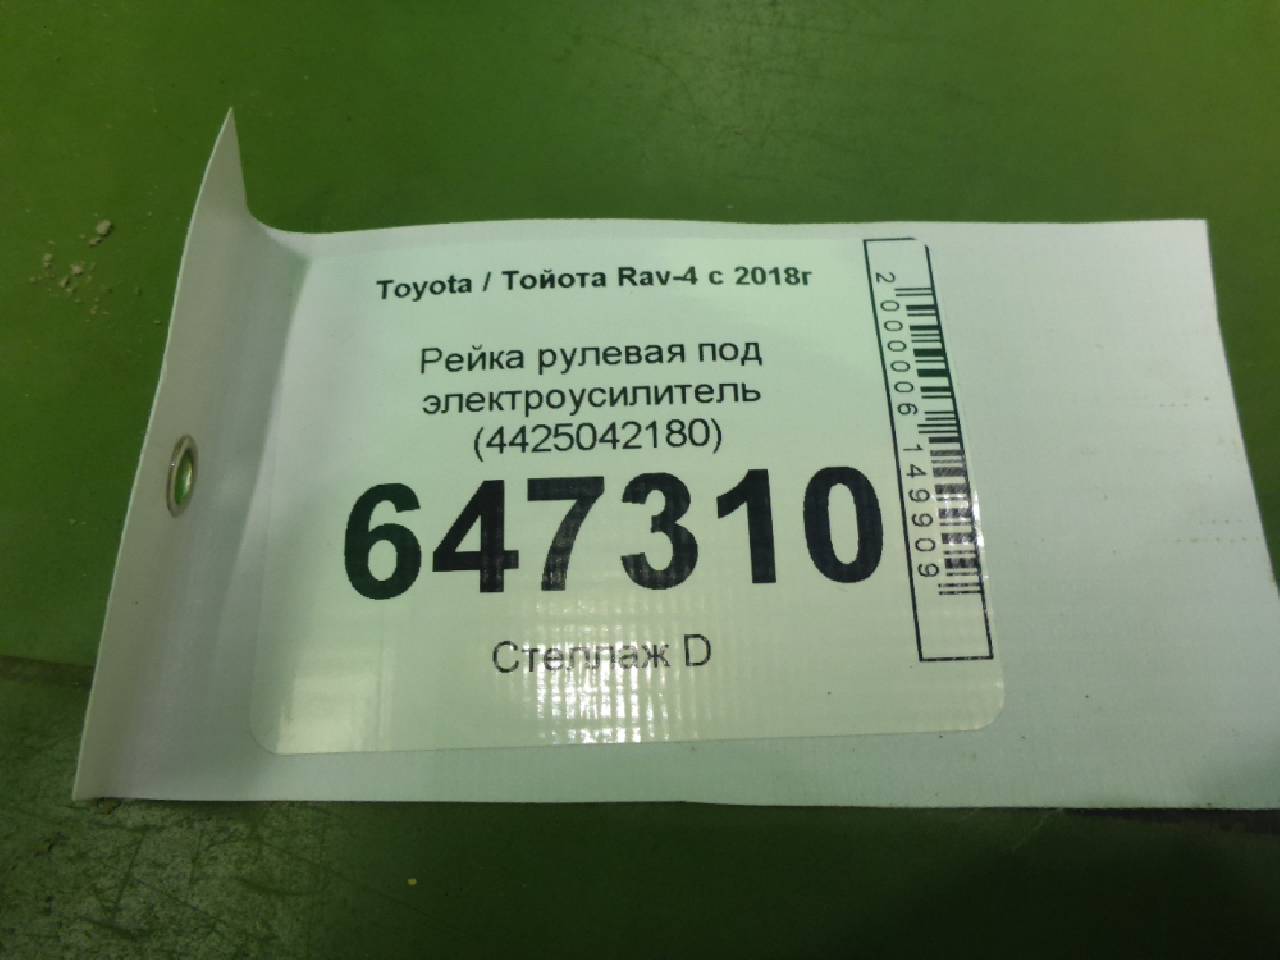 Toyota / Тойота Rav-4 с 2018г
Рейка рулевая под
электроусилитель
(4425042180)
647310
Стеллаж D
2000006149909